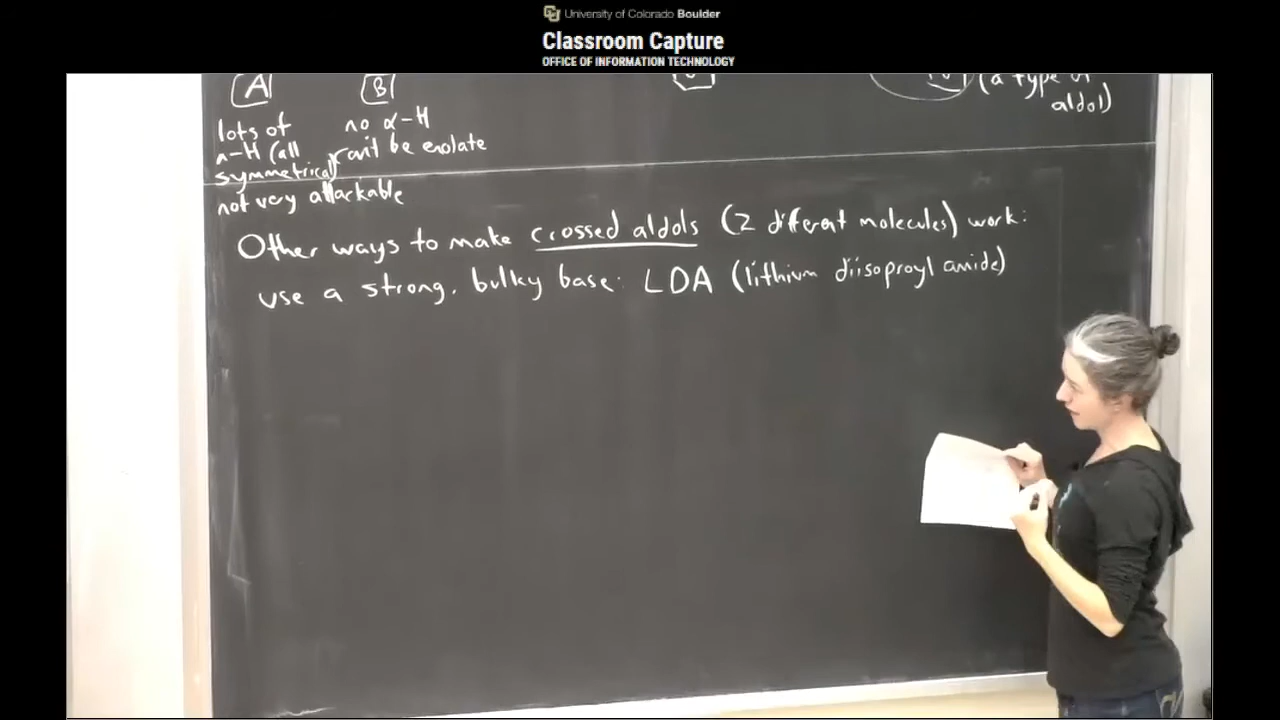 University of Colorado Boulder
Classroom Capture
OFFICE OF INFORMATION TECHNOLOGY
A B
(a type of
aldol)
lots of
α-H (all
symmetrical)
not very attackable
no α-H
can't be enolate
Other ways to make crossed aldols (2 different molecules) work:
use a strong, bulky base: LDA (lithium diisoproyl amide)